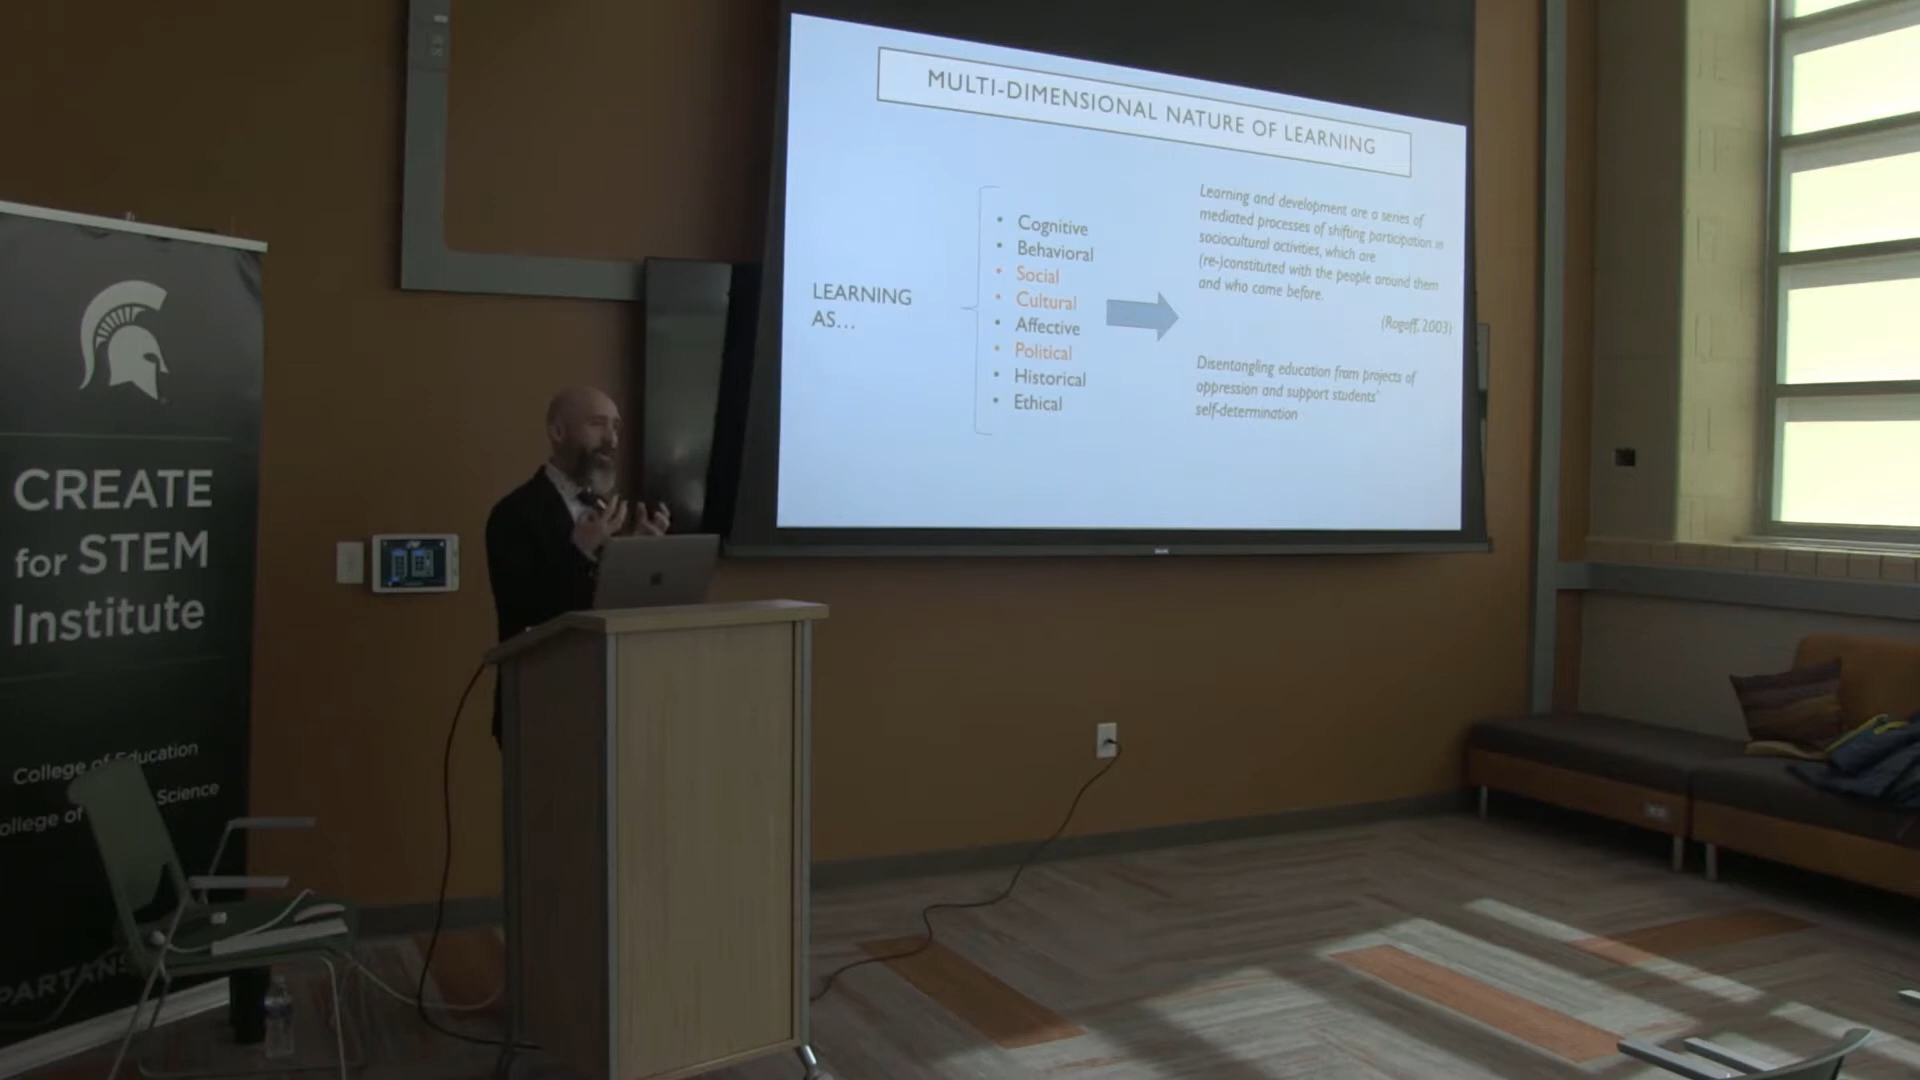 MULTI-DIMENSIONAL NATURE OF LEARNING
LEARNING
AS...
• Cognitive
• Behavioral
• Social
• Cultural
• Affective
• Political
• Historical
• Ethical
Learning and development are a series of
mediated processes of shifting participation in
sociocultural activities, which are
(re-)constituted with the people around them
and who came before.
(Rogoff, 2003)
Disentangling education from projects of
oppression and support students'
self-determination
CREATE
for STEM
Institute
College of Education
College of Science
PARTANS